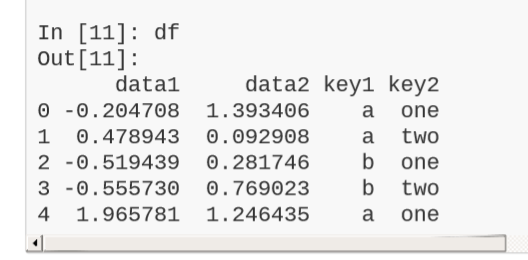 In [11]: df
Out[11]:
      data1     data2 key1 key2
0 -0.204708  1.393406    a  one
1  0.478943  0.092908    a  two
2 -0.519439  0.281746    b  one
3 -0.555730  0.769023    b  two
4  1.965781  1.246435    a  one